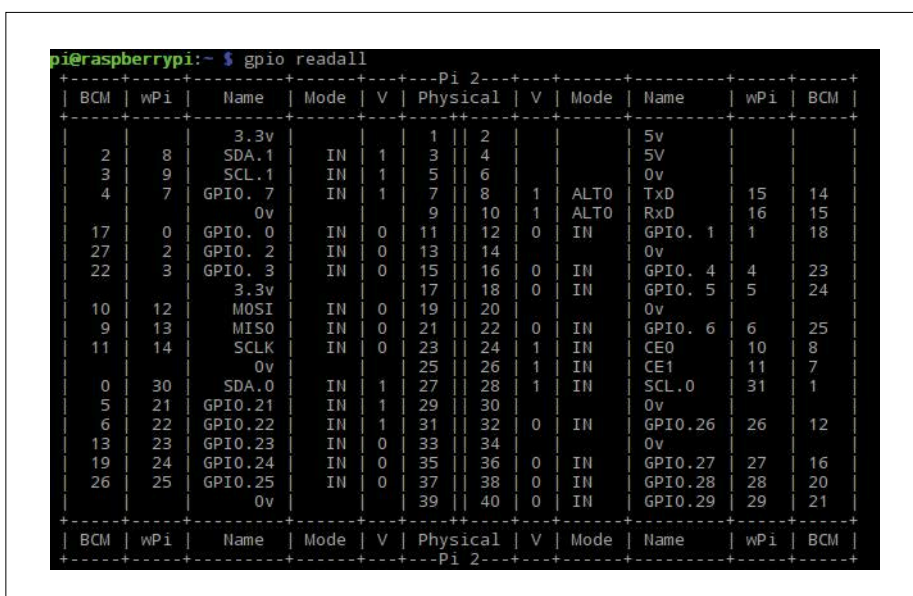 pi@raspberrypi:~ $ gpio readall
+-----+-----+---------+------+---+---Pi 2---+---+------+---------+-----+-----+
| BCM | wPi |   Name  | Mode | V | Physical | V | Mode | Name    | wPi | BCM |
+-----+-----+---------+------+---+----++----+---+------+---------+-----+-----+
|     |     |    3.3v |      |   |  1 || 2  |   |      | 5v      |     |     |
|   2 |   8 |   SDA.1 |   IN | 1 |  3 || 4  |   |      | 5V      |     |     |
|   3 |   9 |   SCL.1 |   IN | 1 |  5 || 6  |   |      | 0v      |     |     |
|   4 |   7 | GPIO. 7 |   IN | 1 |  7 || 8  | 1 | ALT0 | TxD     | 15  | 14  |
|     |     |      0v |      |   |  9 || 10 | 1 | ALT0 | RxD     | 16  | 15  |
|  17 |   0 | GPIO. 0 |   IN | 0 | 11 || 12 | 0 | IN   | GPIO. 1 | 1   | 18  |
|  27 |   2 | GPIO. 2 |   IN | 0 | 13 || 14 |   |      | 0v      |     |     |
|  22 |   3 | GPIO. 3 |   IN | 0 | 15 || 16 | 0 | IN   | GPIO. 4 | 4   | 23  |
|     |     |    3.3v |      |   | 17 || 18 | 0 | IN   | GPIO. 5 | 5   | 24  |
|  10 |  12 |    MOSI |   IN | 0 | 19 || 20 |   |      | 0v      |     |     |
|   9 |  13 |    MISO |   IN | 0 | 21 || 22 | 0 | IN   | GPIO. 6 | 6   | 25  |
|  11 |  14 |    SCLK |   IN | 0 | 23 || 24 | 1 | IN   | CE0     | 10  | 8   |
|     |     |      0v |      |   | 25 || 26 | 1 | IN   | CE1     | 11  | 7   |
|   0 |  30 |   SDA.0 |   IN | 1 | 27 || 28 | 1 | IN   | SCL.0   | 31  | 1   |
|   5 |  21 | GPIO.21 |   IN | 1 | 29 || 30 |   |      | 0v      |     |     |
|   6 |  22 | GPIO.22 |   IN | 1 | 31 || 32 | 0 | IN   | GPIO.26 | 26  | 12  |
|  13 |  23 | GPIO.23 |   IN | 0 | 33 || 34 |   |      | 0v      |     |     |
|  19 |  24 | GPIO.24 |   IN | 0 | 35 || 36 | 0 | IN   | GPIO.27 | 27  | 16  |
|  26 |  25 | GPIO.25 |   IN | 0 | 37 || 38 | 0 | IN   | GPIO.28 | 28  | 20  |
|     |     |      0v |      |   | 39 || 40 | 0 | IN   | GPIO.29 | 29  | 21  |
+-----+-----+---------+------+---+----++----+---+------+---------+-----+-----+
| BCM | wPi |   Name  | Mode | V | Physical | V | Mode | Name    | wPi | BCM |
+-----+-----+---------+------+---+---Pi 2---+---+------+---------+-----+-----+